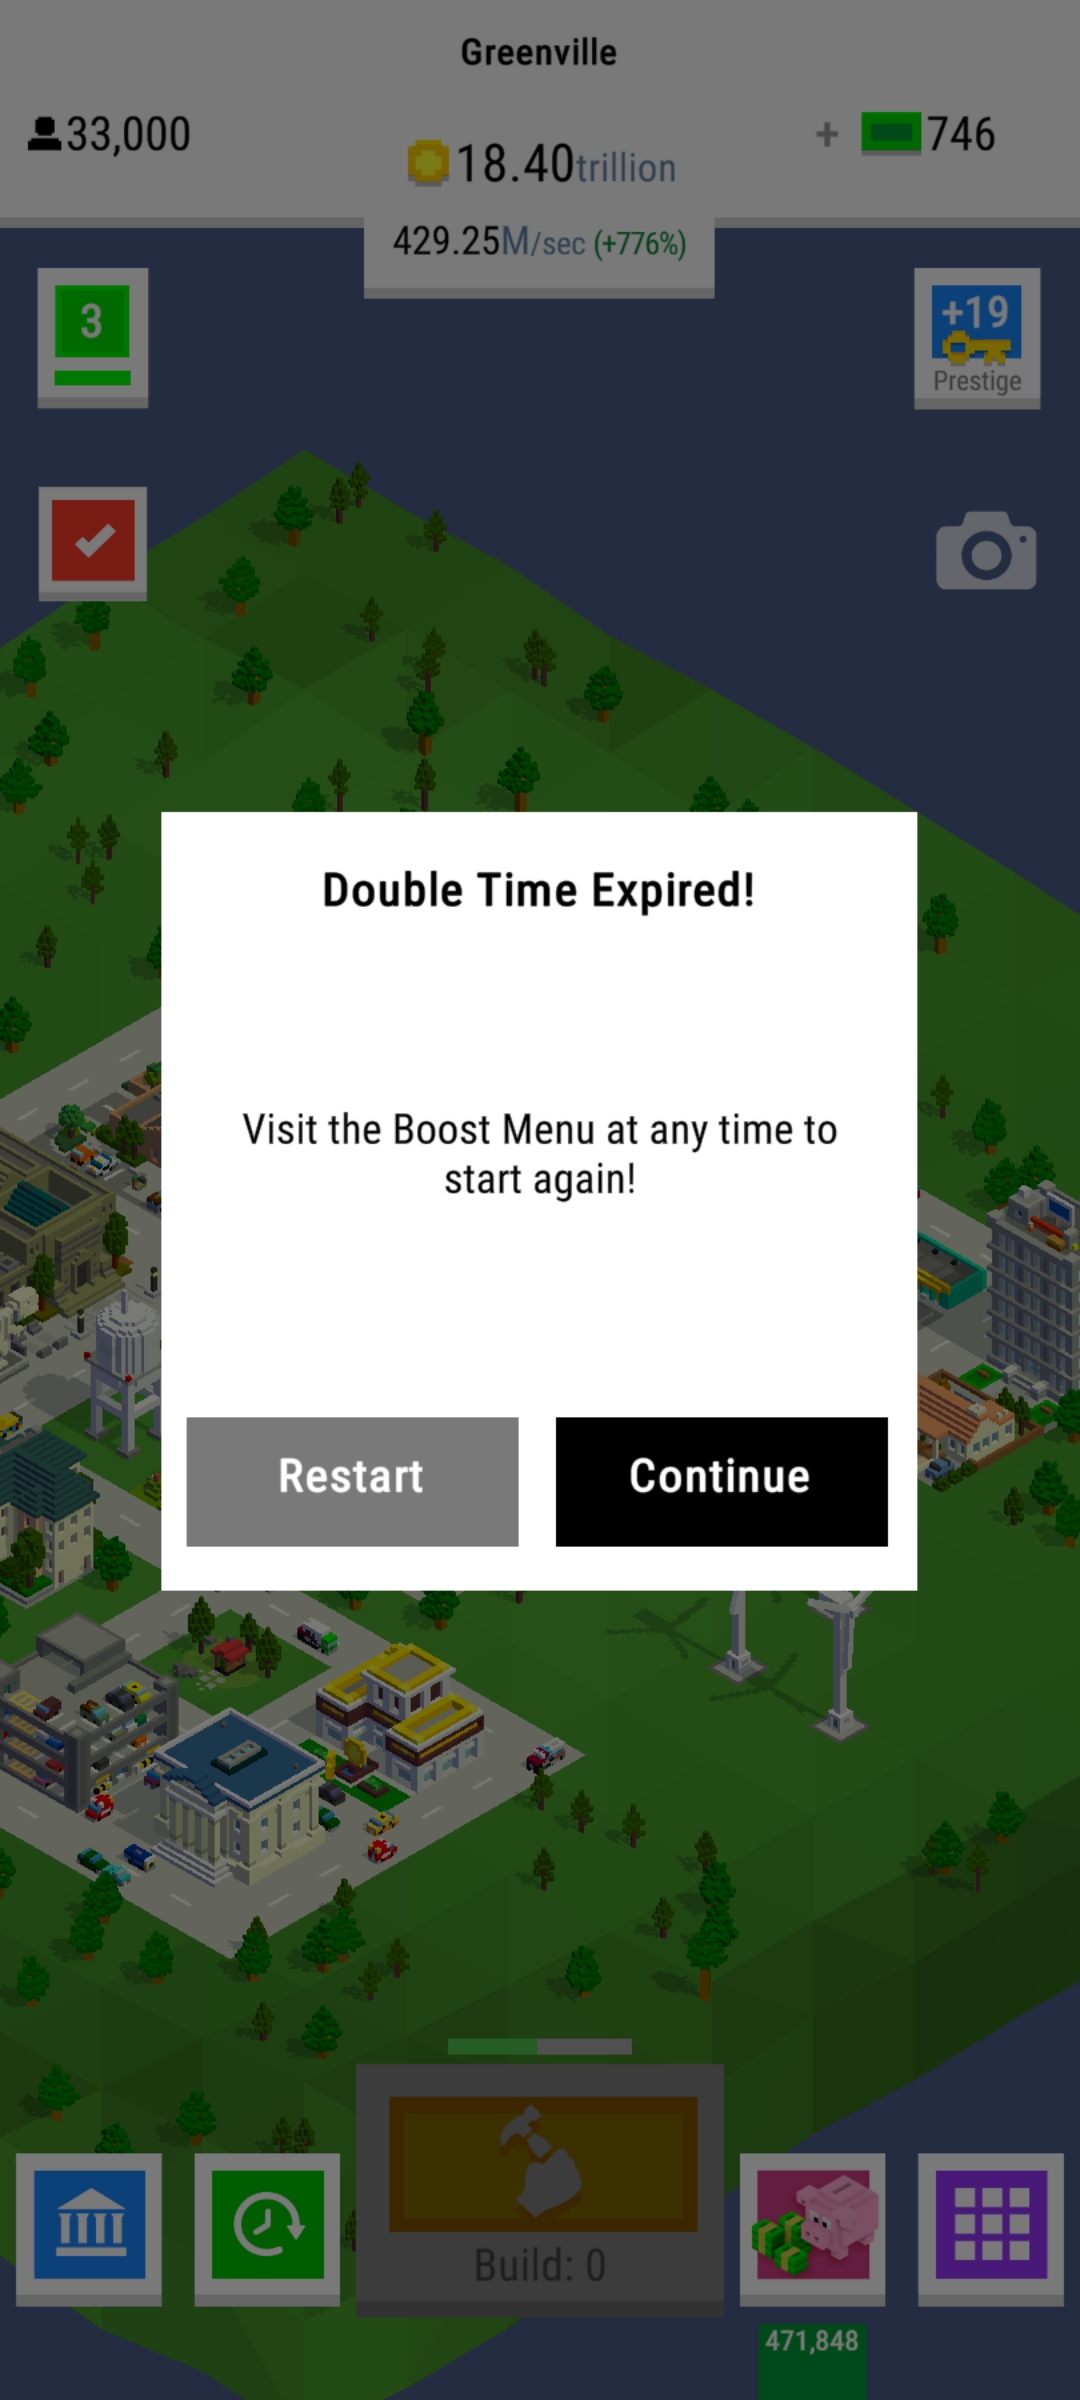 Greenville
33,000
18.40trillion
+ 746
429.25M/sec (+776%)
3
+19
Prestige
Double Time Expired!
Visit the Boost Menu at any time to
start again!
Restart
Continue
Build: 0
471,848